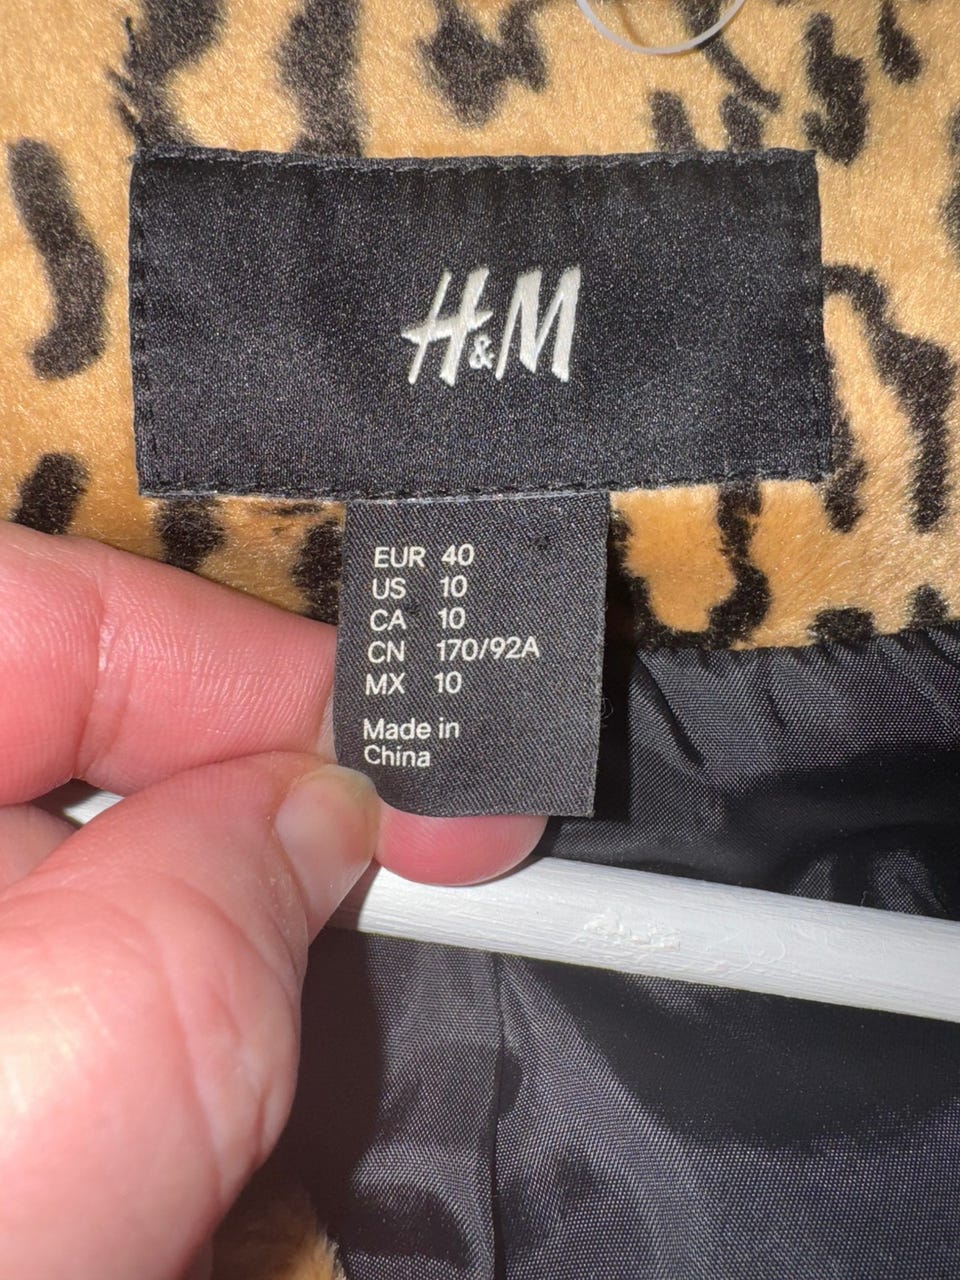 H&M
EUR 40
US 10
CA 10
CN 170/92A
MX 10
Made in
China